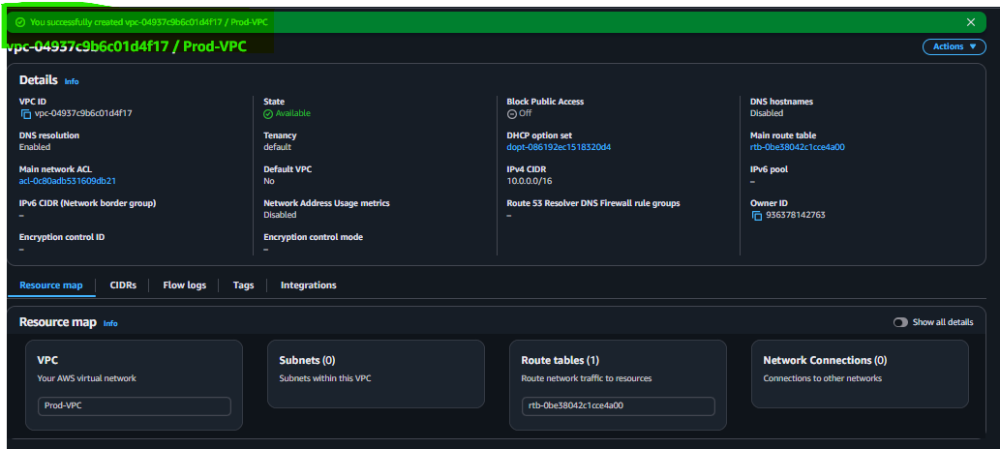 You successfully created vpc-04937c9b6c01d4f17 / Prod-VPC
vpc-04937c9b6c01d4f17 / Prod-VPC
Actions
Details Info
VPC ID
vpc-04937c9b6c01d4f17
State
Available
Block Public Access
Off
DNS hostnames
Disabled
DNS resolution
Enabled
Tenancy
default
DHCP option set
dopt-086192ec1518320d4
Main route table
rtb-0be38042c1cce4a00
Main network ACL
acl-0c80adb531609db21
Default VPC
No
IPv4 CIDR
10.0.0.0/16
IPv6 pool
–
IPv6 CIDR (Network border group)
–
Network Address Usage metrics
Disabled
Route 53 Resolver DNS Firewall rule groups
–
Owner ID
936378142763
Encryption control ID
–
Encryption control mode
–
Resource map CIDRs Flow logs Tags Integrations
Resource map Info
Show all details
VPC
Your AWS virtual network
Prod-VPC
Subnets (0)
Subnets within this VPC
Route tables (1)
Route network traffic to resources
rtb-0be38042c1cce4a00
Network Connections (0)
Connections to other networks